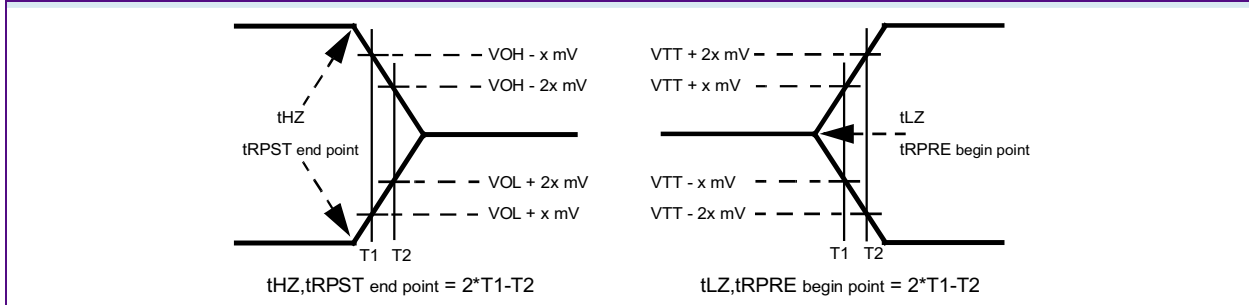 VOH - x mV
VOH - 2x mV
tHZ
tRPST end point
VOL + 2x mV
VOL + x mV
T1 T2
tHZ,tRPST end point = 2*T1-T2
VTT + 2x mV
VTT + x mV
tLZ
tRPRE begin point
VTT - x mV
VTT - 2x mV
T1 T2
tLZ,tRPRE begin point = 2*T1-T2